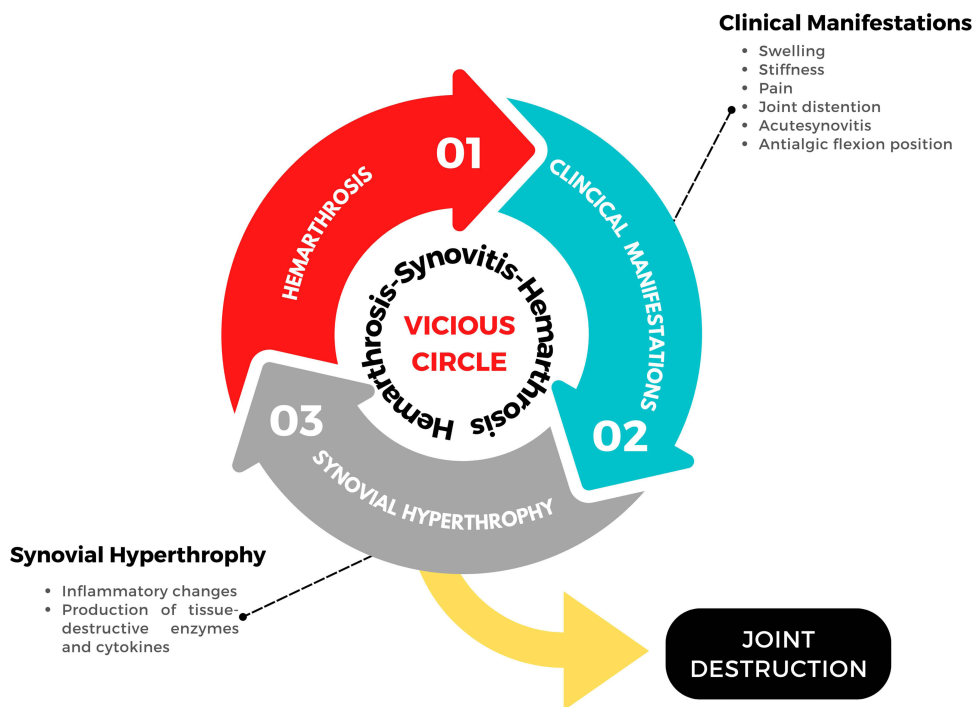 Clinical Manifestations
• Swelling
• Stiffness
• Pain
• Joint distention
• Acutesynovitis
• Antialgic flexion position
01
HEMARTHROSIS
CLINCICAL MANIFESTATIONS
02
03
SYNOVIAL HYPERTHROPHY
Hemarthrosis-Synovitis-Hemarthrosis
VICIOUS
CIRCLE
Synovial Hyperthrophy
• Inflammatory changes
• Production of tissue-
destructive enzymes
and cytokines
JOINT
DESTRUCTION